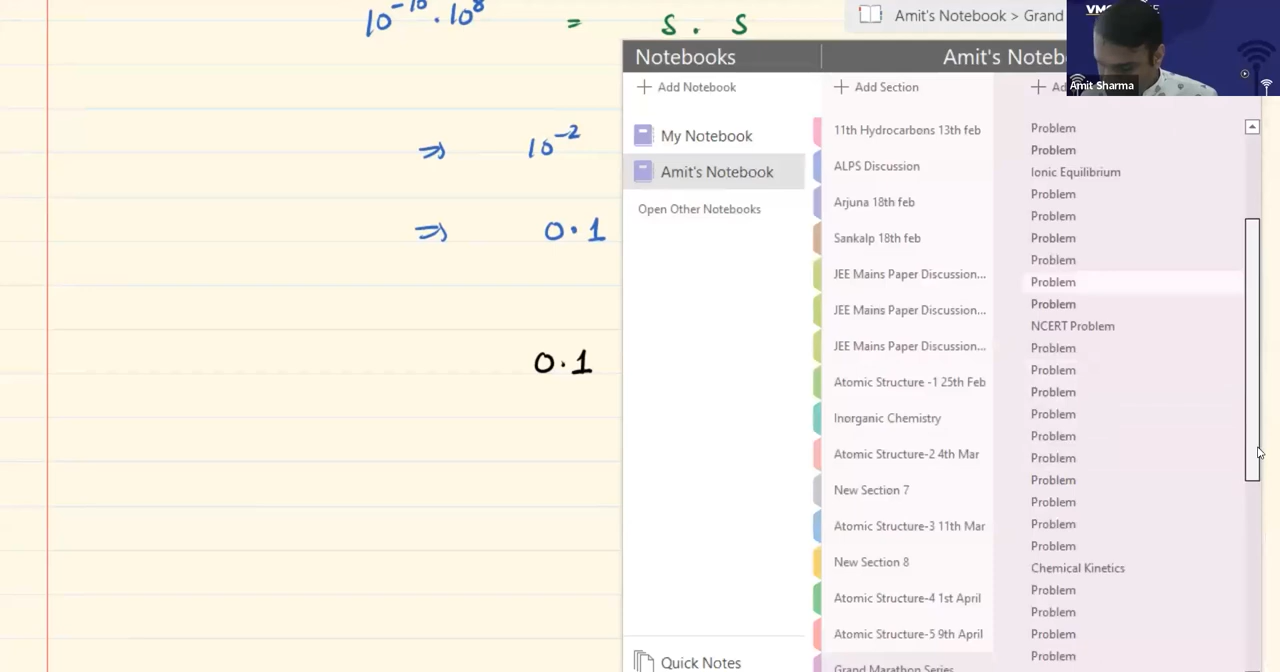 10⁻¹⁰ · 10⁸ = S . S
⇒ 10⁻²
⇒ 0.1
0.1
Amit's Notebook > Grand
Notebooks
Amit's Noteb
+ Add Notebook
+ Add Section
+ Ad
My Notebook
Amit's Notebook
Open Other Notebooks
11th Hydrocarbons 13th feb
ALPS Discussion
Arjuna 18th feb
Sankalp 18th feb
JEE Mains Paper Discussion...
JEE Mains Paper Discussion...
JEE Mains Paper Discussion...
Atomic Structure -1 25th Feb
Inorganic Chemistry
Atomic Structure-2 4th Mar
New Section 7
Atomic Structure-3 11th Mar
New Section 8
Atomic Structure-4 1st April
Atomic Structure-5 9th April
Grand Marathon Series
Problem
Problem
Ionic Equilibrium
Problem
Problem
Problem
Problem
Problem
Problem
NCERT Problem
Problem
Problem
Problem
Problem
Problem
Problem
Problem
Problem
Problem
Problem
Chemical Kinetics
Problem
Problem
Problem
Problem
Quick Notes
Amit Sharma